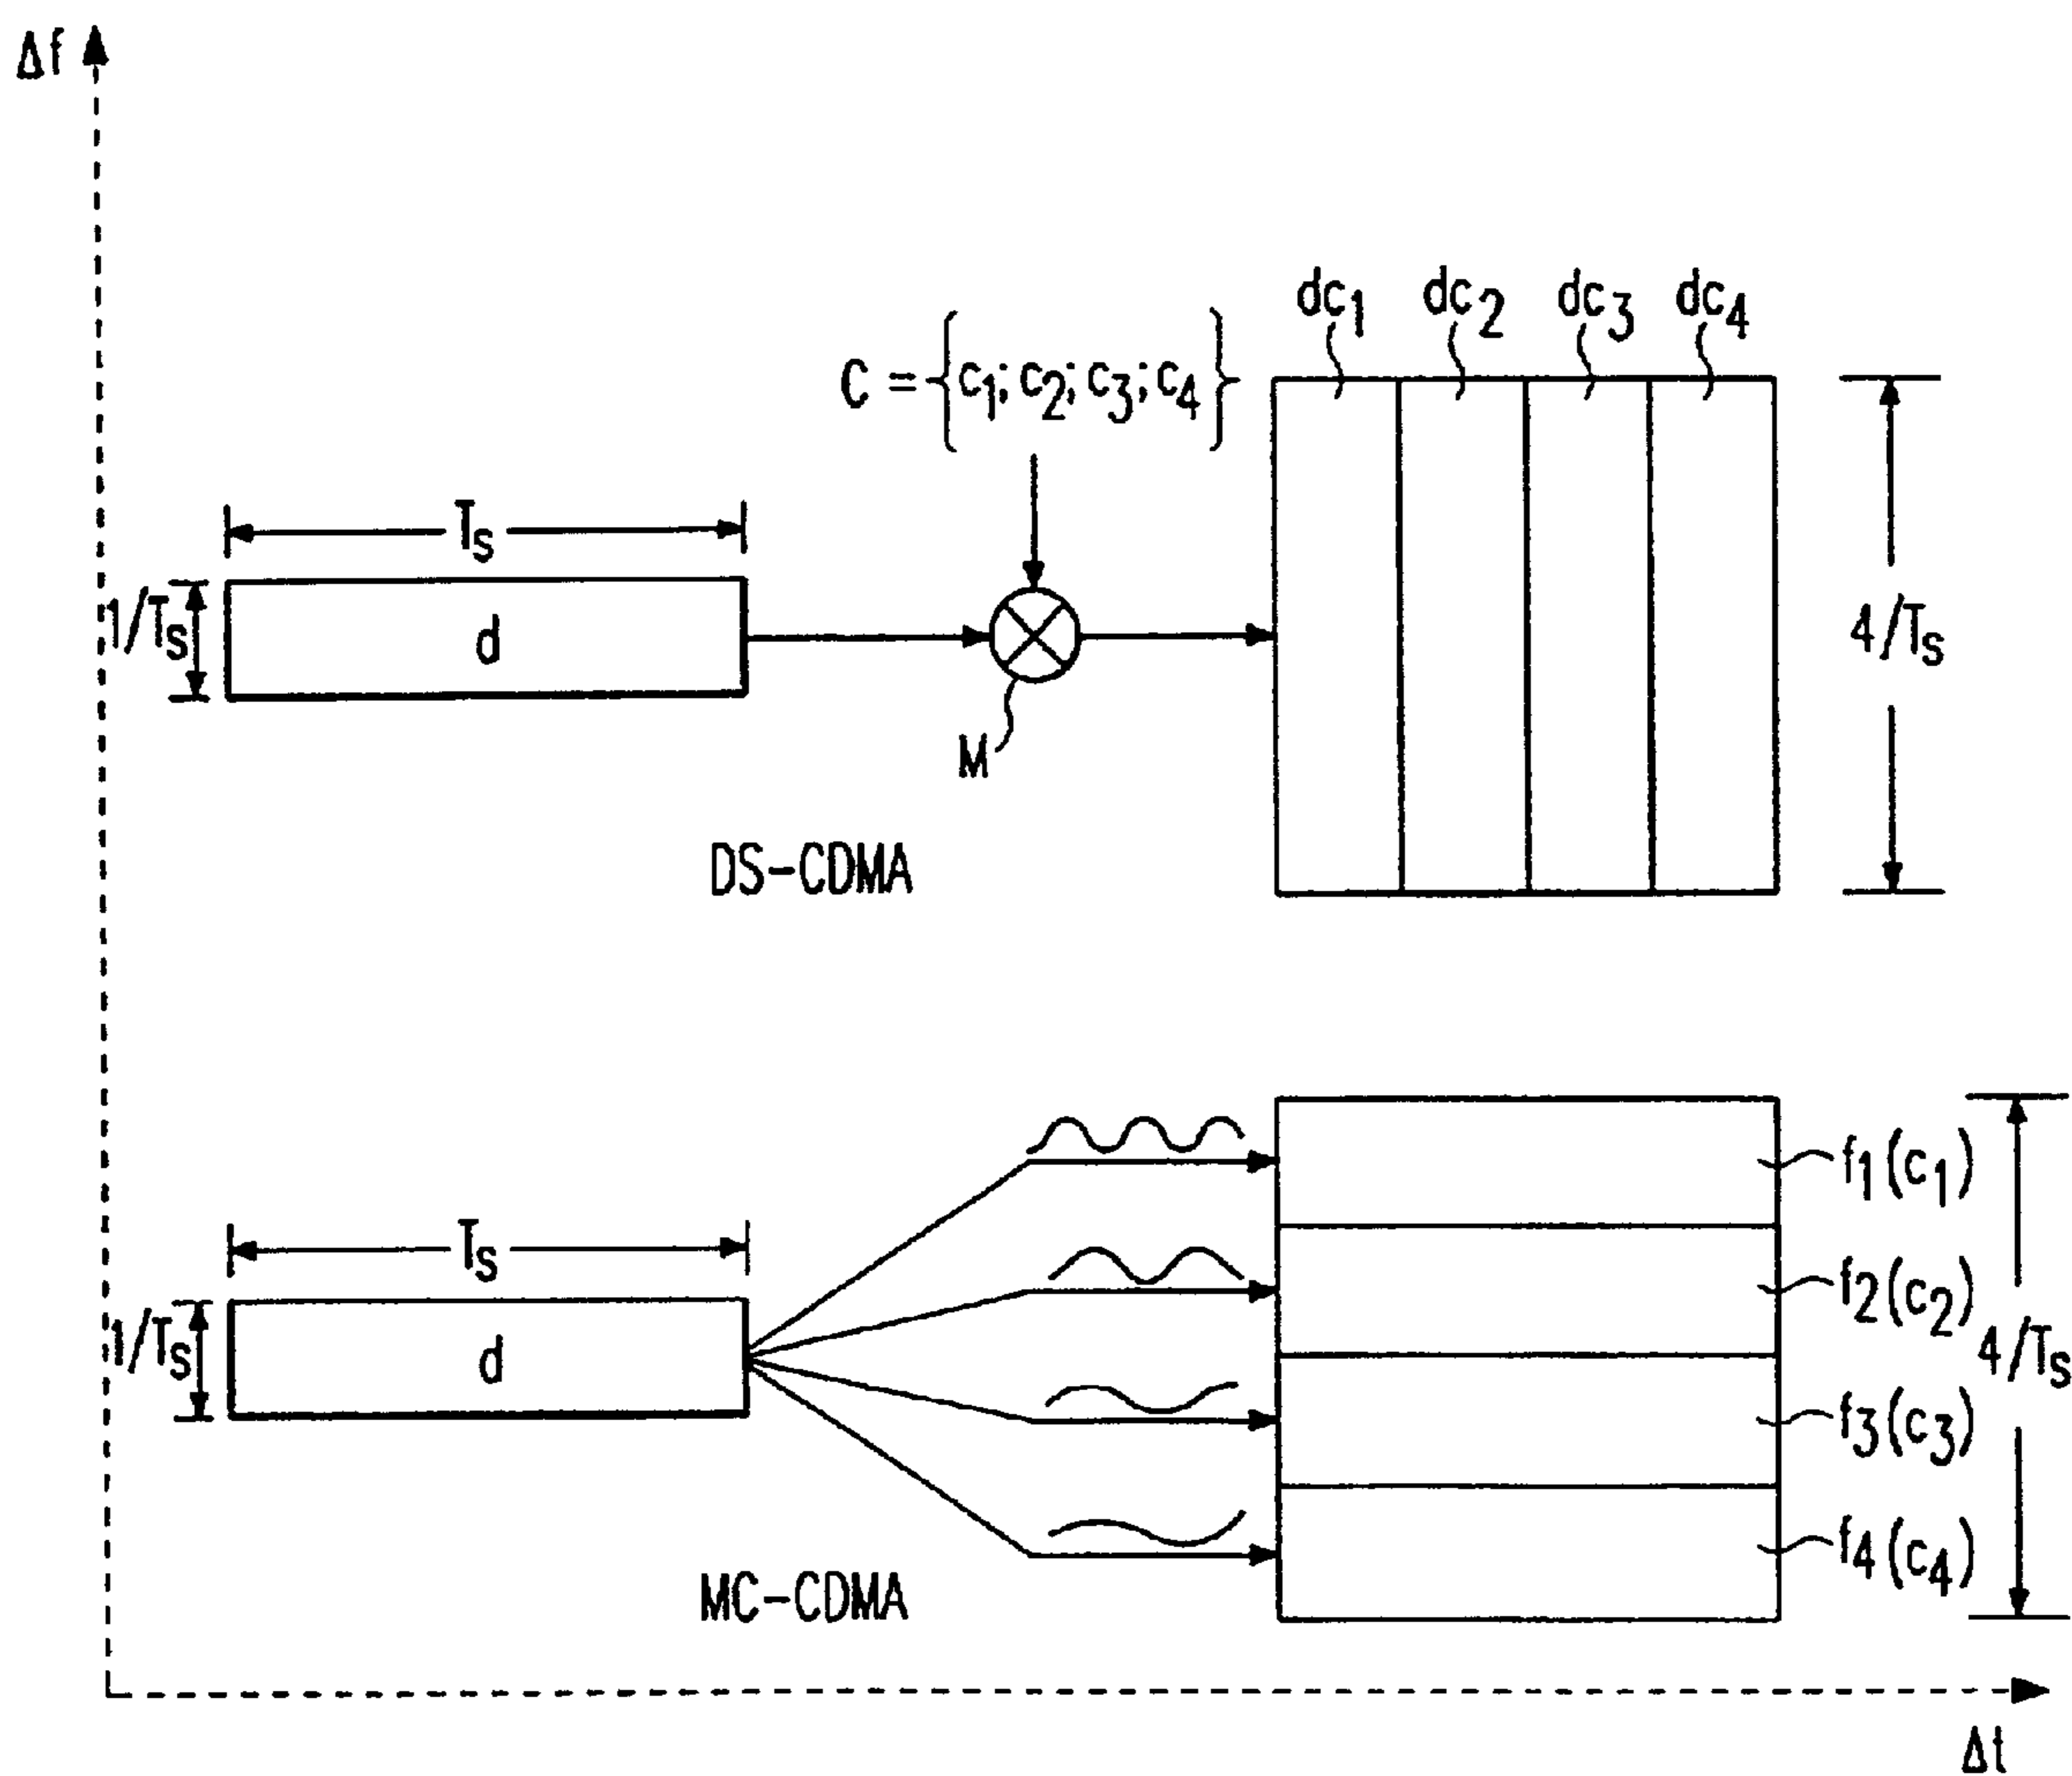 Δf
dc1 dc2 dc3 dc4
C = {c1; c2; c3; c4}
Ts
1/Ts
d
4/Ts
M
DS-CDMA
f1(c1)
Ts
f2(c2)
4/Ts
1/Ts
d
f3(c3)
f4(c4)
MC-CDMA
Δt